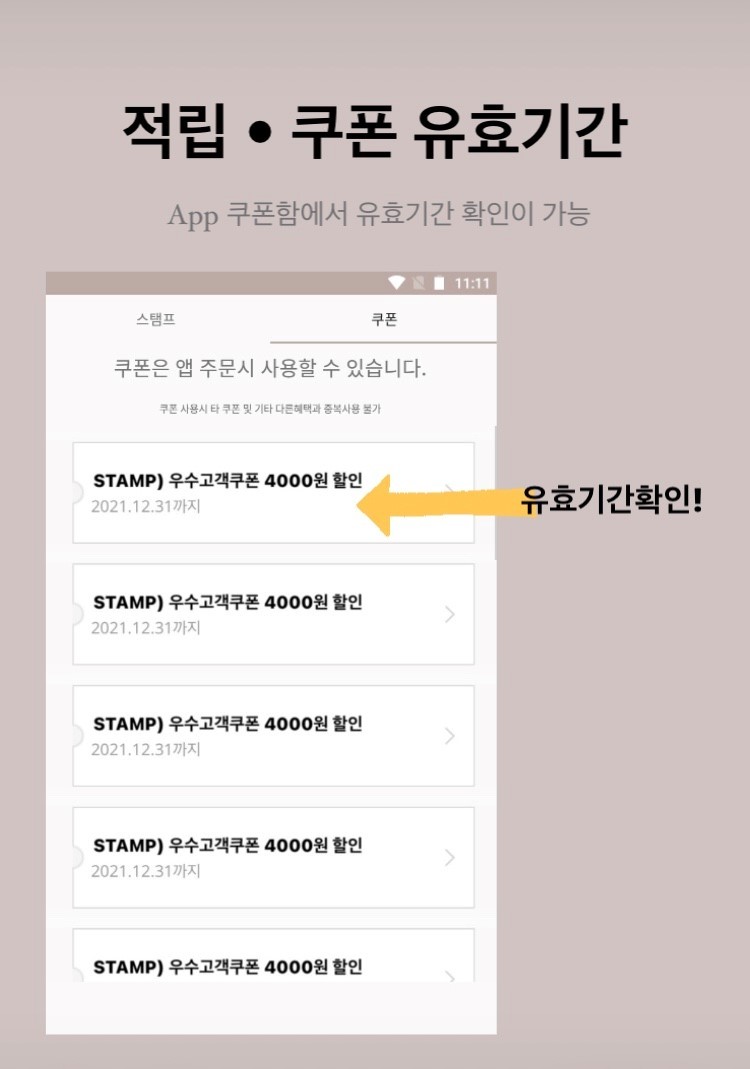 적립 • 쿠폰 유효기간
App 쿠폰함에서 유효기간 확인이 가능
11:11
스탬프 쿠폰
쿠폰은 앱 주문시 사용할 수 있습니다.
쿠폰 사용시 타 쿠폰 및 기타 다른혜택과 중복사용 불가
STAMP) 우수고객쿠폰 4000원 할인
2021.12.31까지
유효기간확인!
STAMP) 우수고객쿠폰 4000원 할인
2021.12.31까지
STAMP) 우수고객쿠폰 4000원 할인
2021.12.31까지
STAMP) 우수고객쿠폰 4000원 할인
2021.12.31까지
STAMP) 우수고객쿠폰 4000원 할인